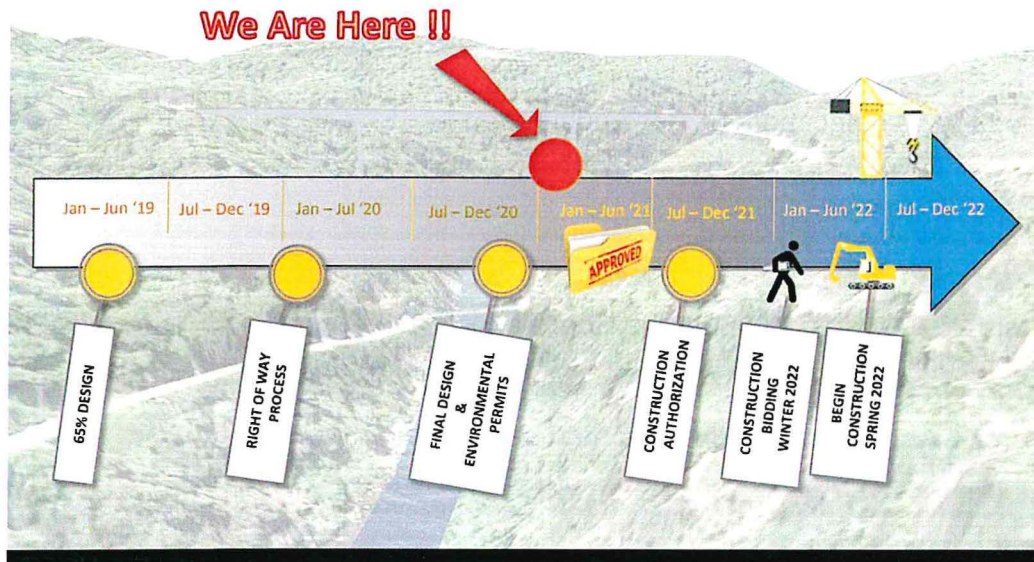 We Are Here !!
Jan – Jun '19
Jul – Dec '19
Jan – Jul '20
Jul – Dec '20
Jan – Jun '21
Jul – Dec '21
Jan – Jun '22
Jul – Dec '22
APPROVED
65% DESIGN
RIGHT OF WAY
PROCESS
FINAL DESIGN
&
ENVIRONMENTAL
PERMITS
CONSTRUCTION
AUTHORIZATION
CONSTRUCTION
BIDDING
WINTER 2022
BEGIN
CONSTRUCTION
SPRING 2022